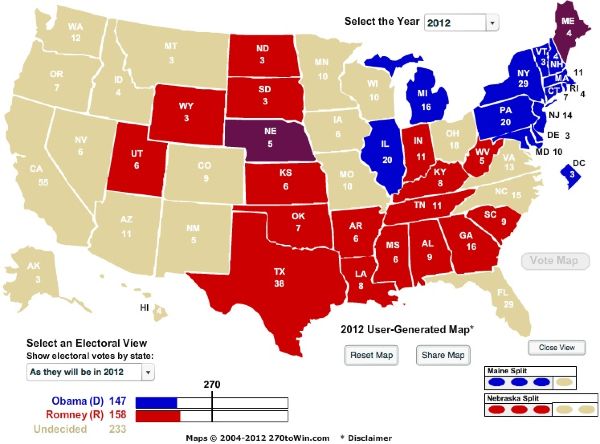 Select the Year 2012
ME
4
WA
12
MT
3
ND
3
MN
10
VT
3
4
NH
OR
7
ID
4
SD
3
WI
10
MI
16
NY
29
MA
11
RI 4
CT
7
WY
3
IA
6
PA
20
NJ 14
NE
5
DE 3
NV
6
UT
6
IL
20
IN
11
OH
18
MD 10
CO
9
WV
5
DC
3
CA
55
KS
6
MO
10
KY
8
VA
13
NC 15
TN 11
AZ
11
NM
5
OK
7
AR
6
SC
9
MS
6
AL
9
GA
16
Vote Map
AK
3
TX
38
LA
8
HI
4
FL
29
2012 User-Generated Map*
Select an Electoral View
Show electoral votes by state:
As they will be in 2012
Reset Map Share Map
Close View
Maine Split
Nebraska Split
270
Obama (D) 147
Romney (R) 158
Undecided 233
Maps © 2004-2012 270toWin.com * Disclaimer